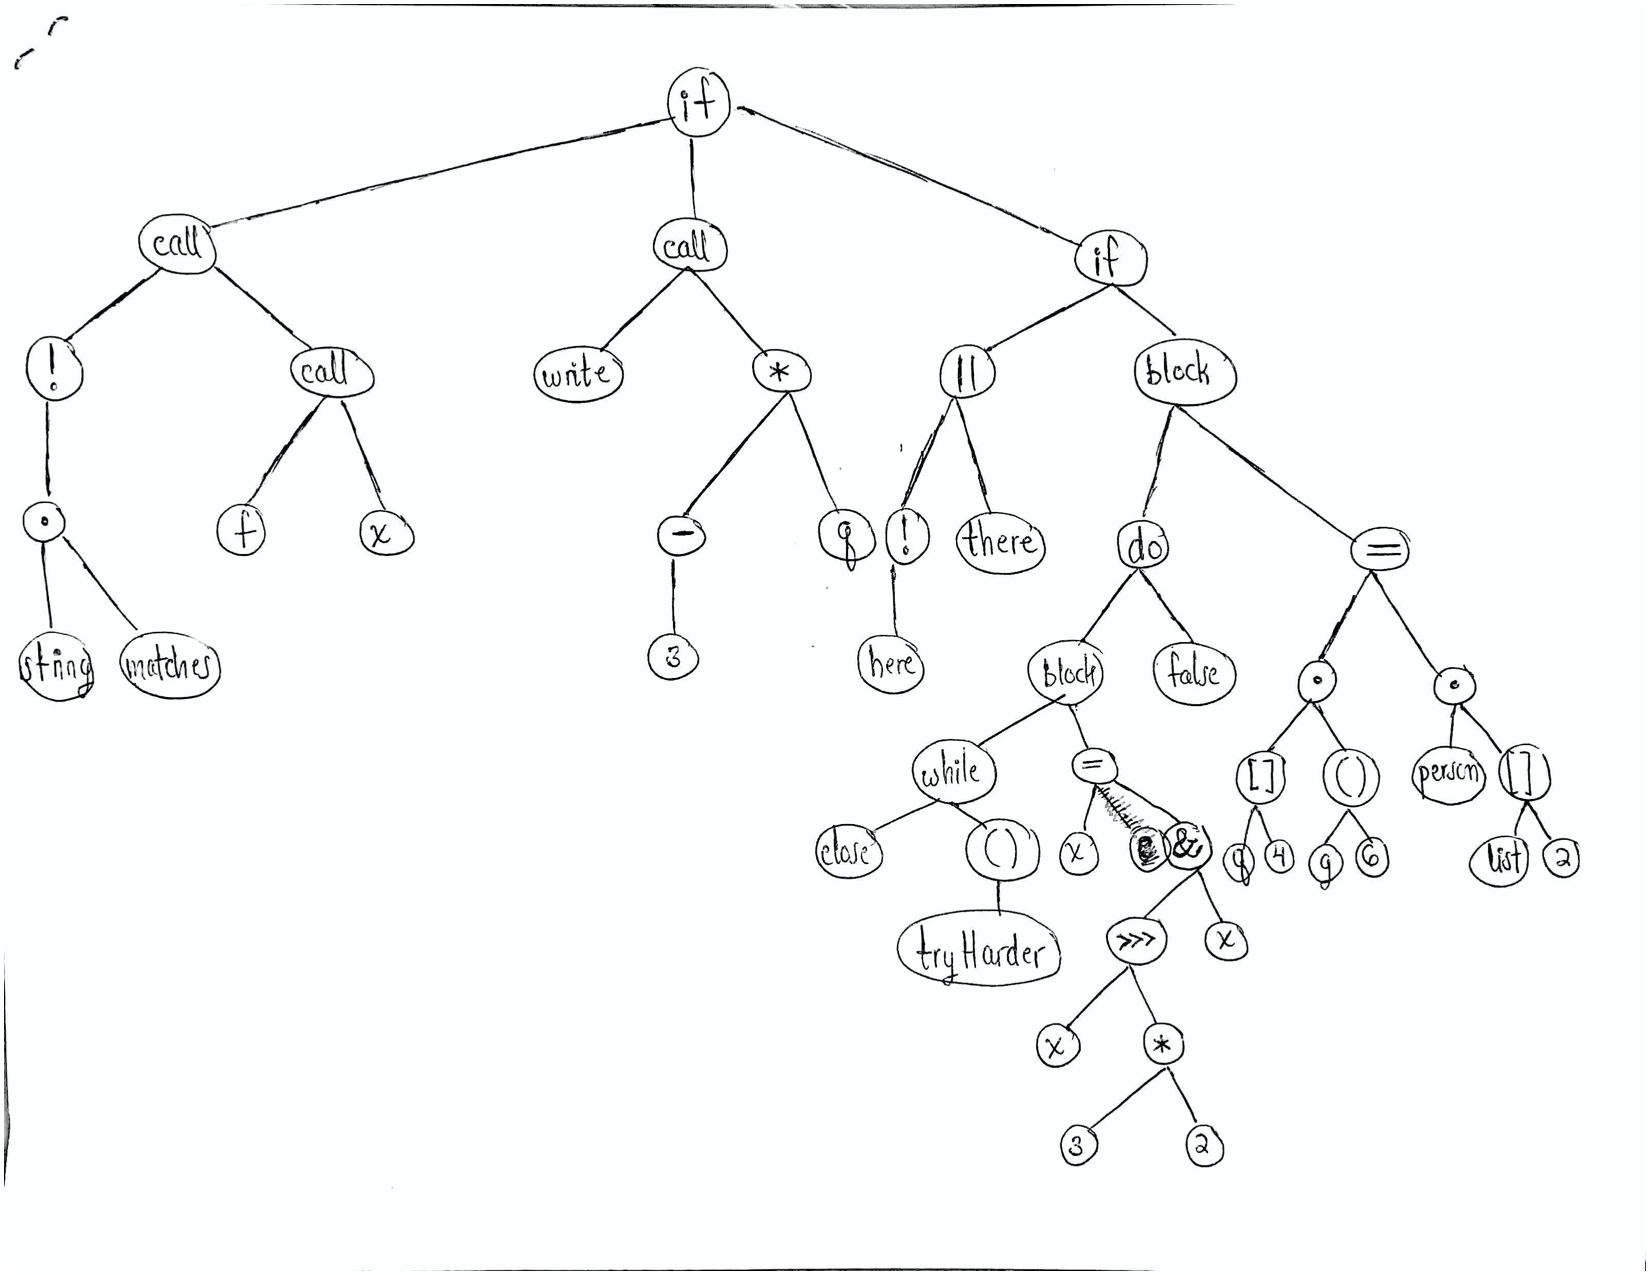 if
call call if
! call write * || block
• f x - q ! there do =
string matches 3 here block false • •
while = [ ] ( ) person [ ]
close ( ) x & q 4 g 6 list 2
tryHarder >>> x
x *
3 2